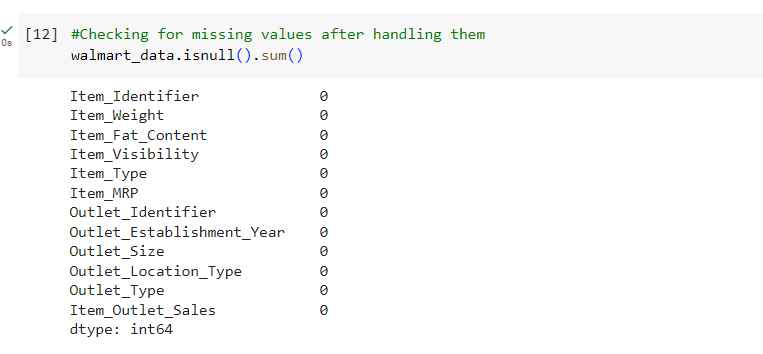 [12] #Checking for missing values after handling them
walmart_data.isnull().sum()
0s
Item_Identifier 0
Item_Weight 0
Item_Fat_Content 0
Item_Visibility 0
Item_Type 0
Item_MRP 0
Outlet_Identifier 0
Outlet_Establishment_Year 0
Outlet_Size 0
Outlet_Location_Type 0
Outlet_Type 0
Item_Outlet_Sales 0
dtype: int64